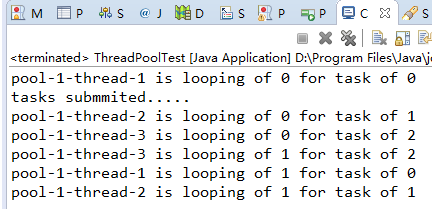 M P S @ J D S P P C S
<terminated> ThreadPoolTest [Java Application] D:\Program Files\Java\j
pool-1-thread-1 is looping of 0 for task of 0
tasks submmited.....
pool-1-thread-2 is looping of 0 for task of 1
pool-1-thread-3 is looping of 0 for task of 2
pool-1-thread-3 is looping of 1 for task of 2
pool-1-thread-1 is looping of 1 for task of 0
pool-1-thread-2 is looping of 1 for task of 1